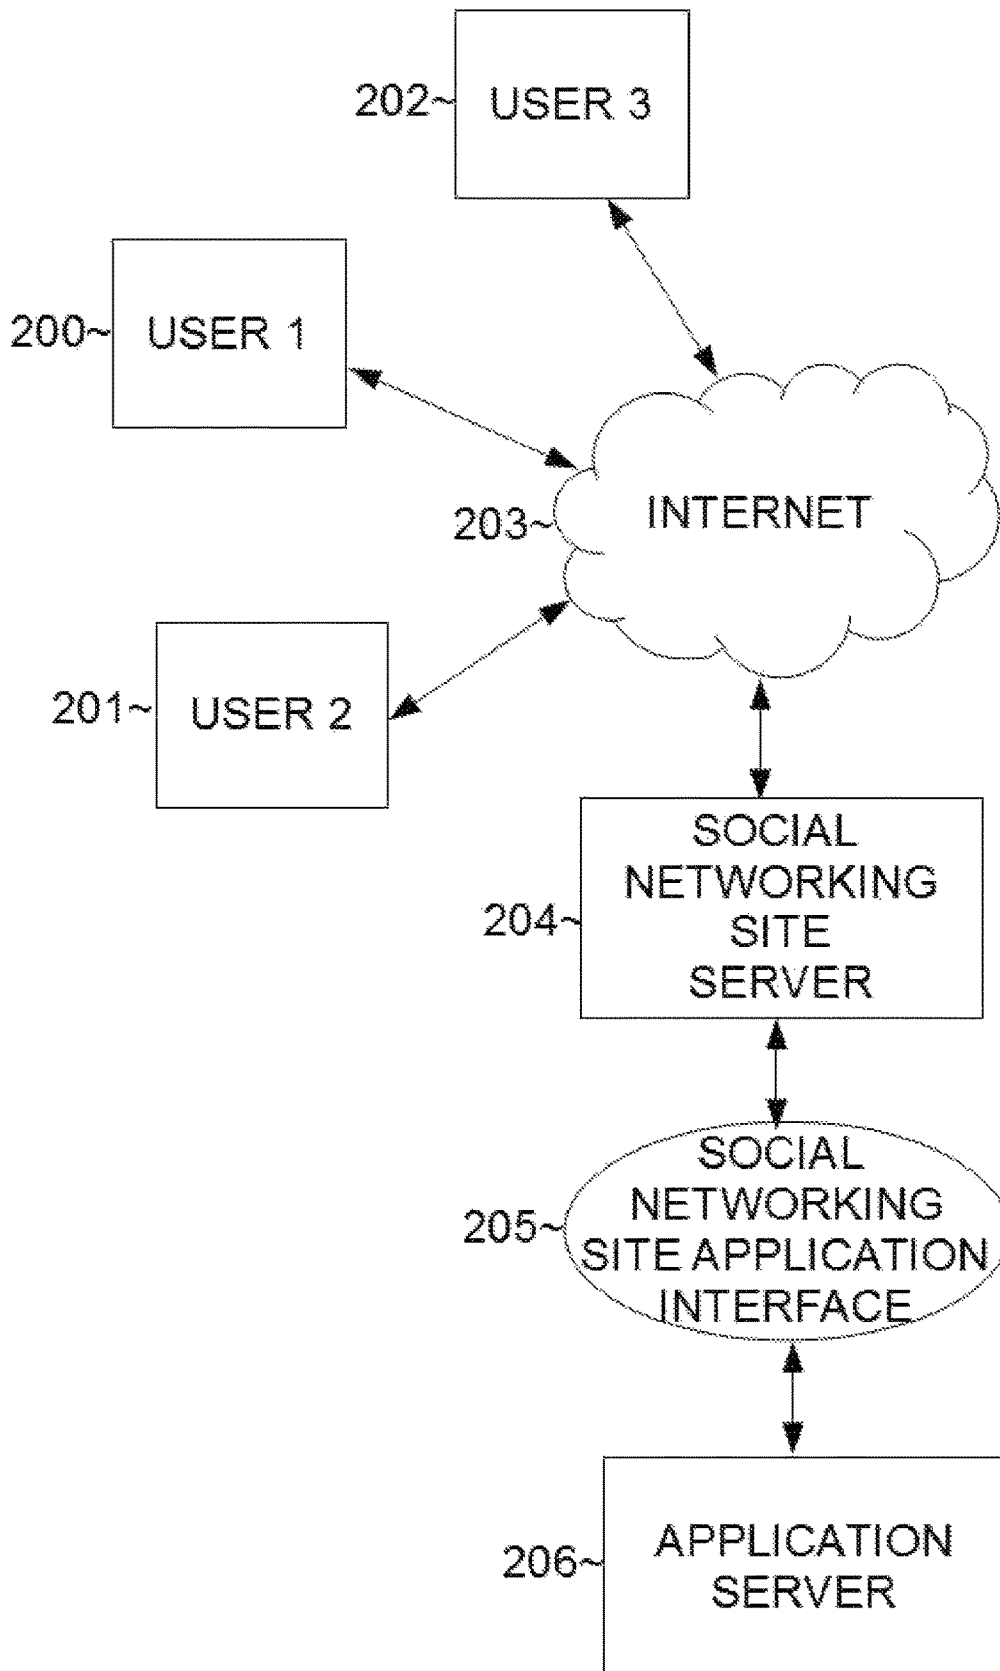 202~ USER 3
200~ USER 1
203~ INTERNET
201~ USER 2
SOCIAL
NETWORKING
204~ SITE
SERVER
SOCIAL
NETWORKING
205~ SITE APPLICATION
INTERFACE
APPLICATION
206~ SERVER